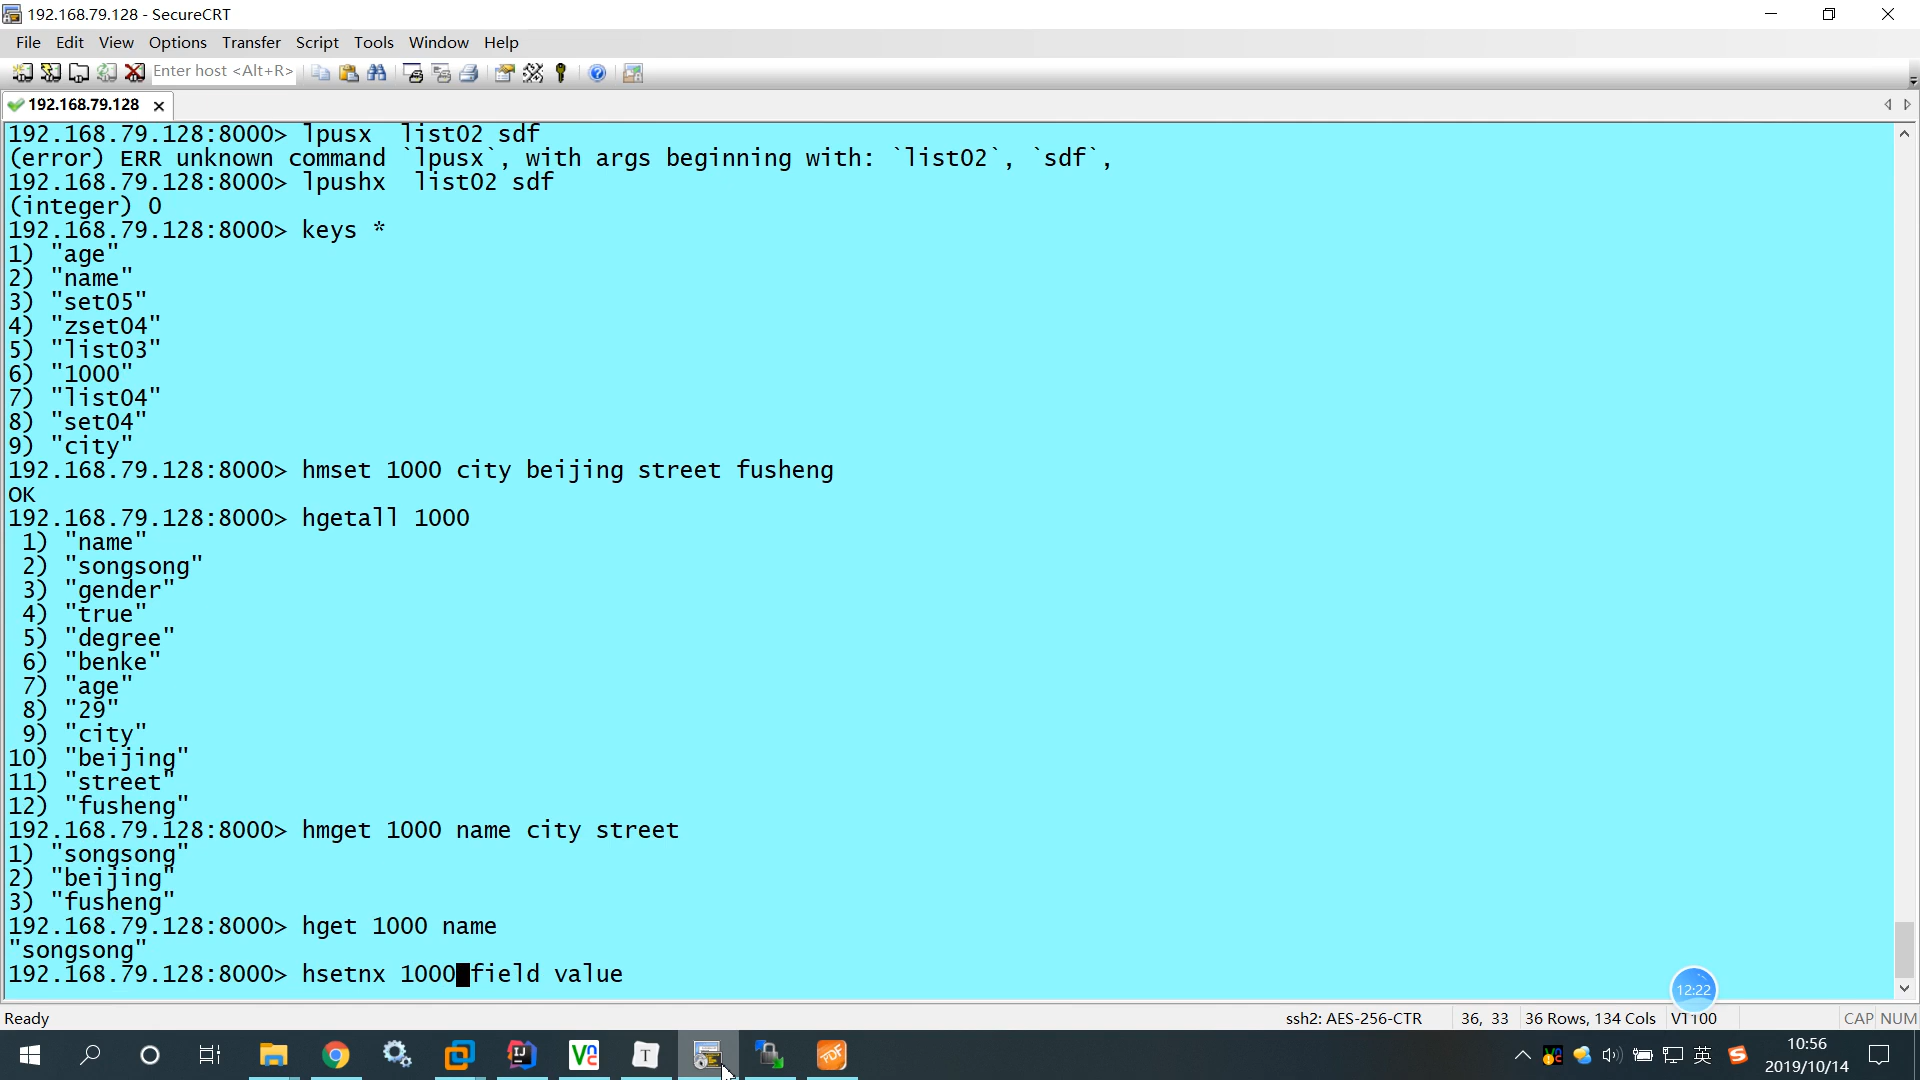 192.168.79.128 - SecureCRT
File Edit View Options Transfer Script Tools Window Help
Enter host <Alt+R>
192.168.79.128
192.168.79.128:8000> lpusx  list02 sdf
(error) ERR unknown command `lpusx`, with args beginning with: `list02`, `sdf`,
192.168.79.128:8000> lpushx  list02 sdf
(integer) 0
192.168.79.128:8000> keys *
1) "age"
2) "name"
3) "set05"
4) "zset04"
5) "list03"
6) "1000"
7) "list04"
8) "set04"
9) "city"
192.168.79.128:8000> hmset 1000 city beijing street fusheng
OK
192.168.79.128:8000> hgetall 1000
 1) "name"
 2) "songsong"
 3) "gender"
 4) "true"
 5) "degree"
 6) "benke"
 7) "age"
 8) "29"
 9) "city"
10) "beijing"
11) "street"
12) "fusheng"
192.168.79.128:8000> hmget 1000 name city street
1) "songsong"
2) "beijing"
3) "fusheng"
192.168.79.128:8000> hget 1000 name
"songsong"
192.168.79.128:8000> hsetnx 1000 field value
12:22
Ready ssh2: AES-256-CTR 36, 33 36 Rows, 134 Cols VT100 CAP NUM
英
10:56
2019/10/14